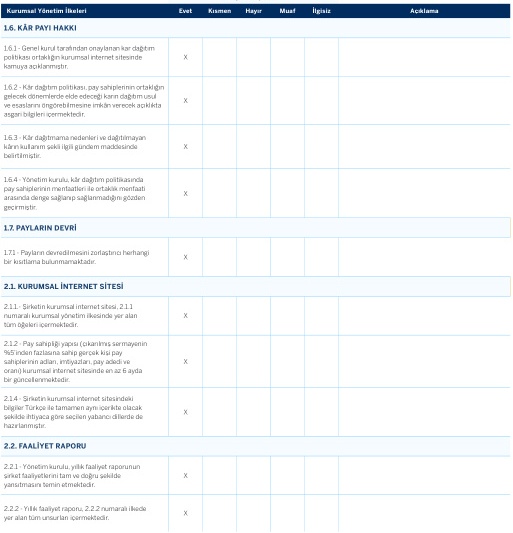 Kurumsal Yönetim İlkeleri Evet Kısmen Hayır Muaf İlgisiz Açıklama
1.6. KÂR PAYI HAKKI
1.6.1 - Genel kurul tarafından onaylanan kar dağıtım
politikası ortaklığın kurumsal internet sitesinde
kamuya açıklanmıştır.
X
1.6.2 - Kâr dağıtım politikası, pay sahiplerinin ortaklığın
gelecek dönemlerde elde edeceği karın dağıtım usul
ve esaslarını öngörebilmesine imkân verecek açıklıkta
asgari bilgileri içermektedir.
X
1.6.3 - Kâr dağıtmama nedenleri ve dağıtılmayan
kârın kullanım şekli ilgili gündem maddesinde
belirtilmiştir.
X
1.6.4 - Yönetim kurulu, kâr dağıtım politikasında
pay sahiplerinin menfaatleri ile ortaklık menfaati
arasında denge sağlanıp sağlanmadığını gözden
geçirmiştir.
X
1.7. PAYLARIN DEVRİ
1.7.1 - Payların devredilmesini zorlaştırıcı herhangi
bir kısıtlama bulunmamaktadır.
X
2.1. KURUMSAL İNTERNET SİTESİ
2.1.1. - Şirketin kurumsal internet sitesi, 2.1.1
numaralı kurumsal yönetim ilkesinde yer alan
tüm öğeleri içermektedir.
X
2.1.2 - Pay sahipliği yapısı (çıkarılmış sermayenin
%5'inden fazlasına sahip gerçek kişi pay
sahiplerinin adları, imtiyazları, pay adedi ve
oranı) kurumsal internet sitesinde en az 6 ayda
bir güncellenmektedir.
X
2.1.4 - Şirketin kurumsal internet sitesindeki
bilgiler Türkçe ile tamamen aynı içerikte olacak
şekilde ihtiyaca göre seçilen yabancı dillerde de
hazırlanmıştır.
X
2.2. FAALİYET RAPORU
2.2.1 - Yönetim kurulu, yıllık faaliyet raporunun
şirket faaliyetlerini tam ve doğru şekilde
yansıtmasını temin etmektedir.
X
2.2.2 - Yıllık faaliyet raporu, 2.2.2 numaralı ilkede
yer alan tüm unsurları içermektedir.
X